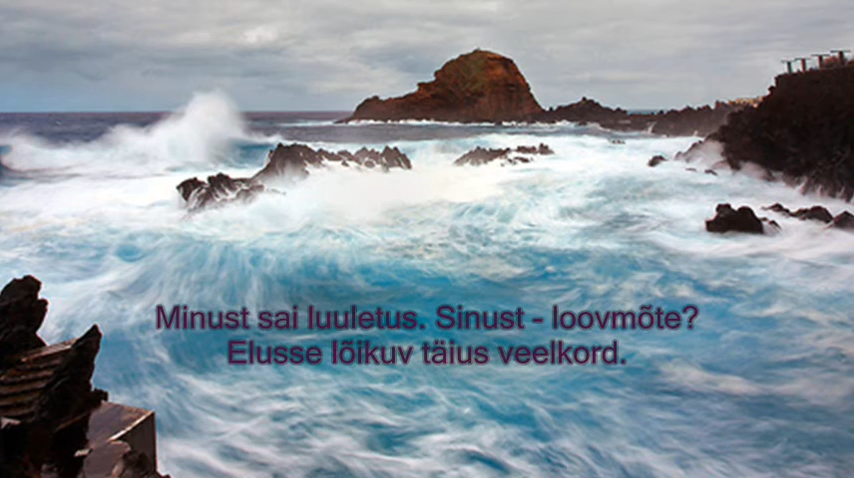 Minust sai luuletus. Sinust - loovmõte?
Elusse lõikuv täius veelkord.